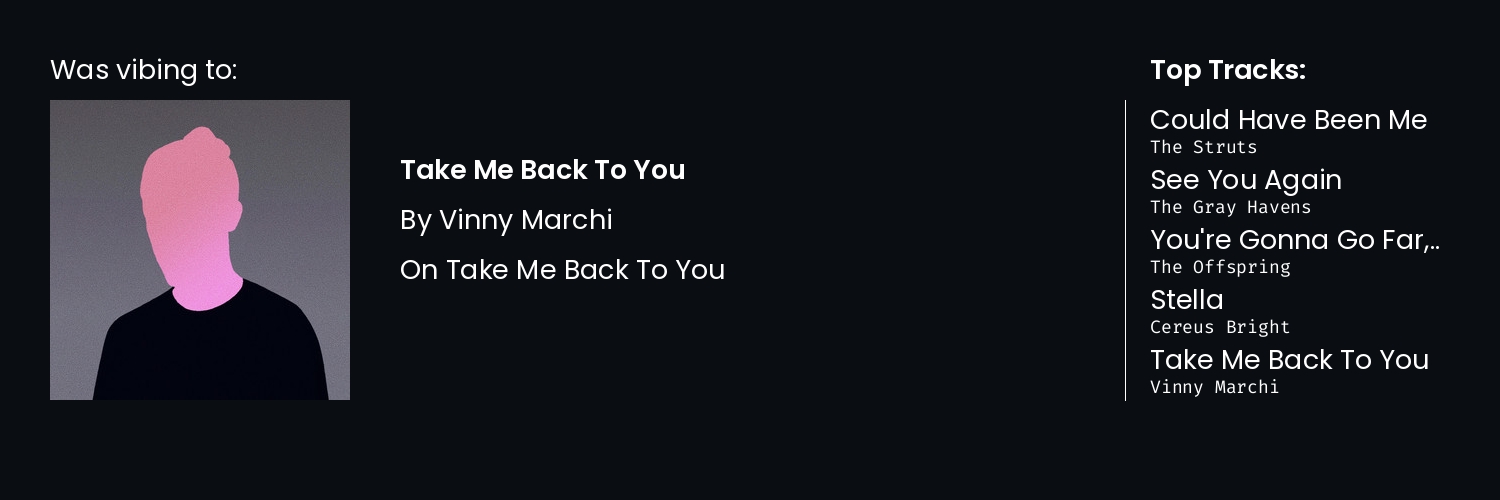 Was vibing to:
Take Me Back To You
By Vinny Marchi
On Take Me Back To You
Top Tracks:
Could Have Been Me
The Struts
See You Again
The Gray Havens
You're Gonna Go Far,..
The Offspring
Stella
Cereus Bright
Take Me Back To You
Vinny Marchi